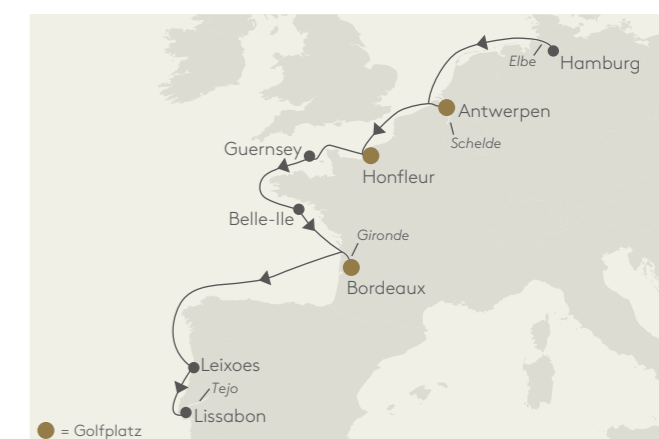 Elbe
Hamburg
Antwerpen
Schelde
Guernsey
Honfleur
Belle-Ile
Gironde
Bordeaux
Leixoes
Tejo
Lissabon
= Golfplatz